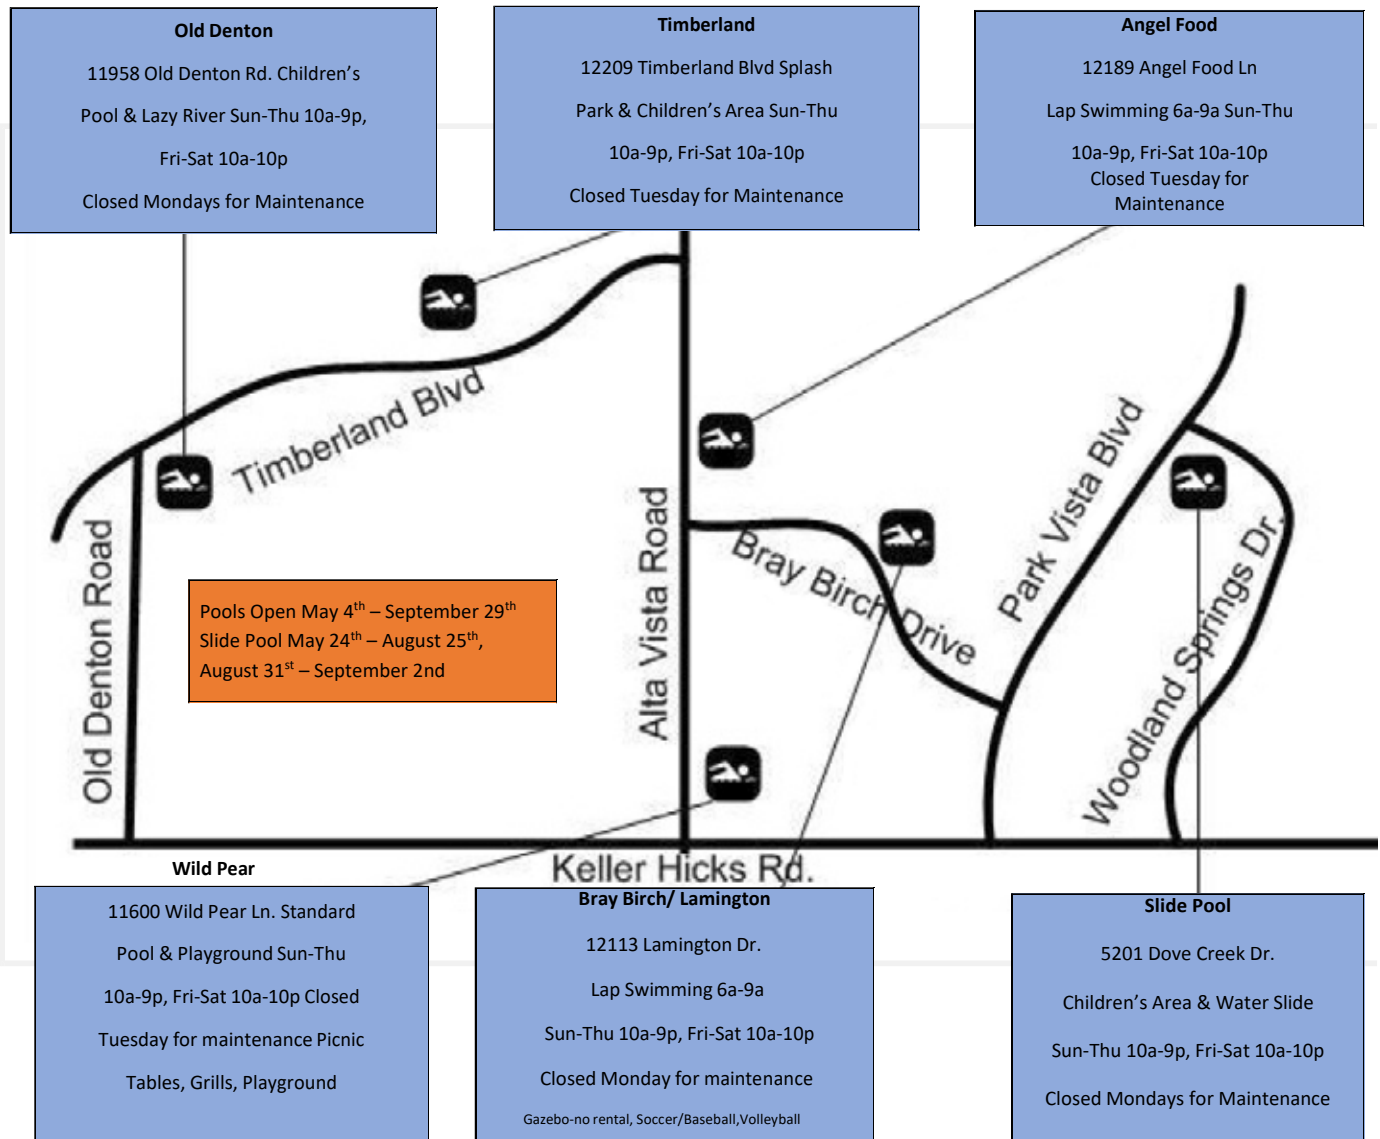 Old Denton
11958 Old Denton Rd. Children’s
Pool & Lazy River Sun-Thu 10a-9p,
Fri-Sat 10a-10p
Closed Mondays for Maintenance
Timberland
12209 Timberland Blvd Splash
Park & Children’s Area Sun-Thu
10a-9p, Fri-Sat 10a-10p
Closed Tuesday for Maintenance
Angel Food
12189 Angel Food Ln
Lap Swimming 6a-9a Sun-Thu
10a-9p, Fri-Sat 10a-10p
Closed Tuesday for
Maintenance
Timberland Blvd
Old Denton Road
Alta Vista Road
Bray Birch Drive
Park Vista Blvd
Woodland Springs Dr.
Pools Open May 4th – September 29th
Slide Pool May 24th – August 25th,
August 31st – September 2nd
Keller Hicks Rd.
Wild Pear
11600 Wild Pear Ln. Standard
Pool & Playground Sun-Thu
10a-9p, Fri-Sat 10a-10p Closed
Tuesday for maintenance Picnic
Tables, Grills, Playground
Bray Birch/ Lamington
12113 Lamington Dr.
Lap Swimming 6a-9a
Sun-Thu 10a-9p, Fri-Sat 10a-10p
Closed Monday for maintenance
Gazebo-no rental, Soccer/Baseball,Volleyball
Slide Pool
5201 Dove Creek Dr.
Children’s Area & Water Slide
Sun-Thu 10a-9p, Fri-Sat 10a-10p
Closed Mondays for Maintenance